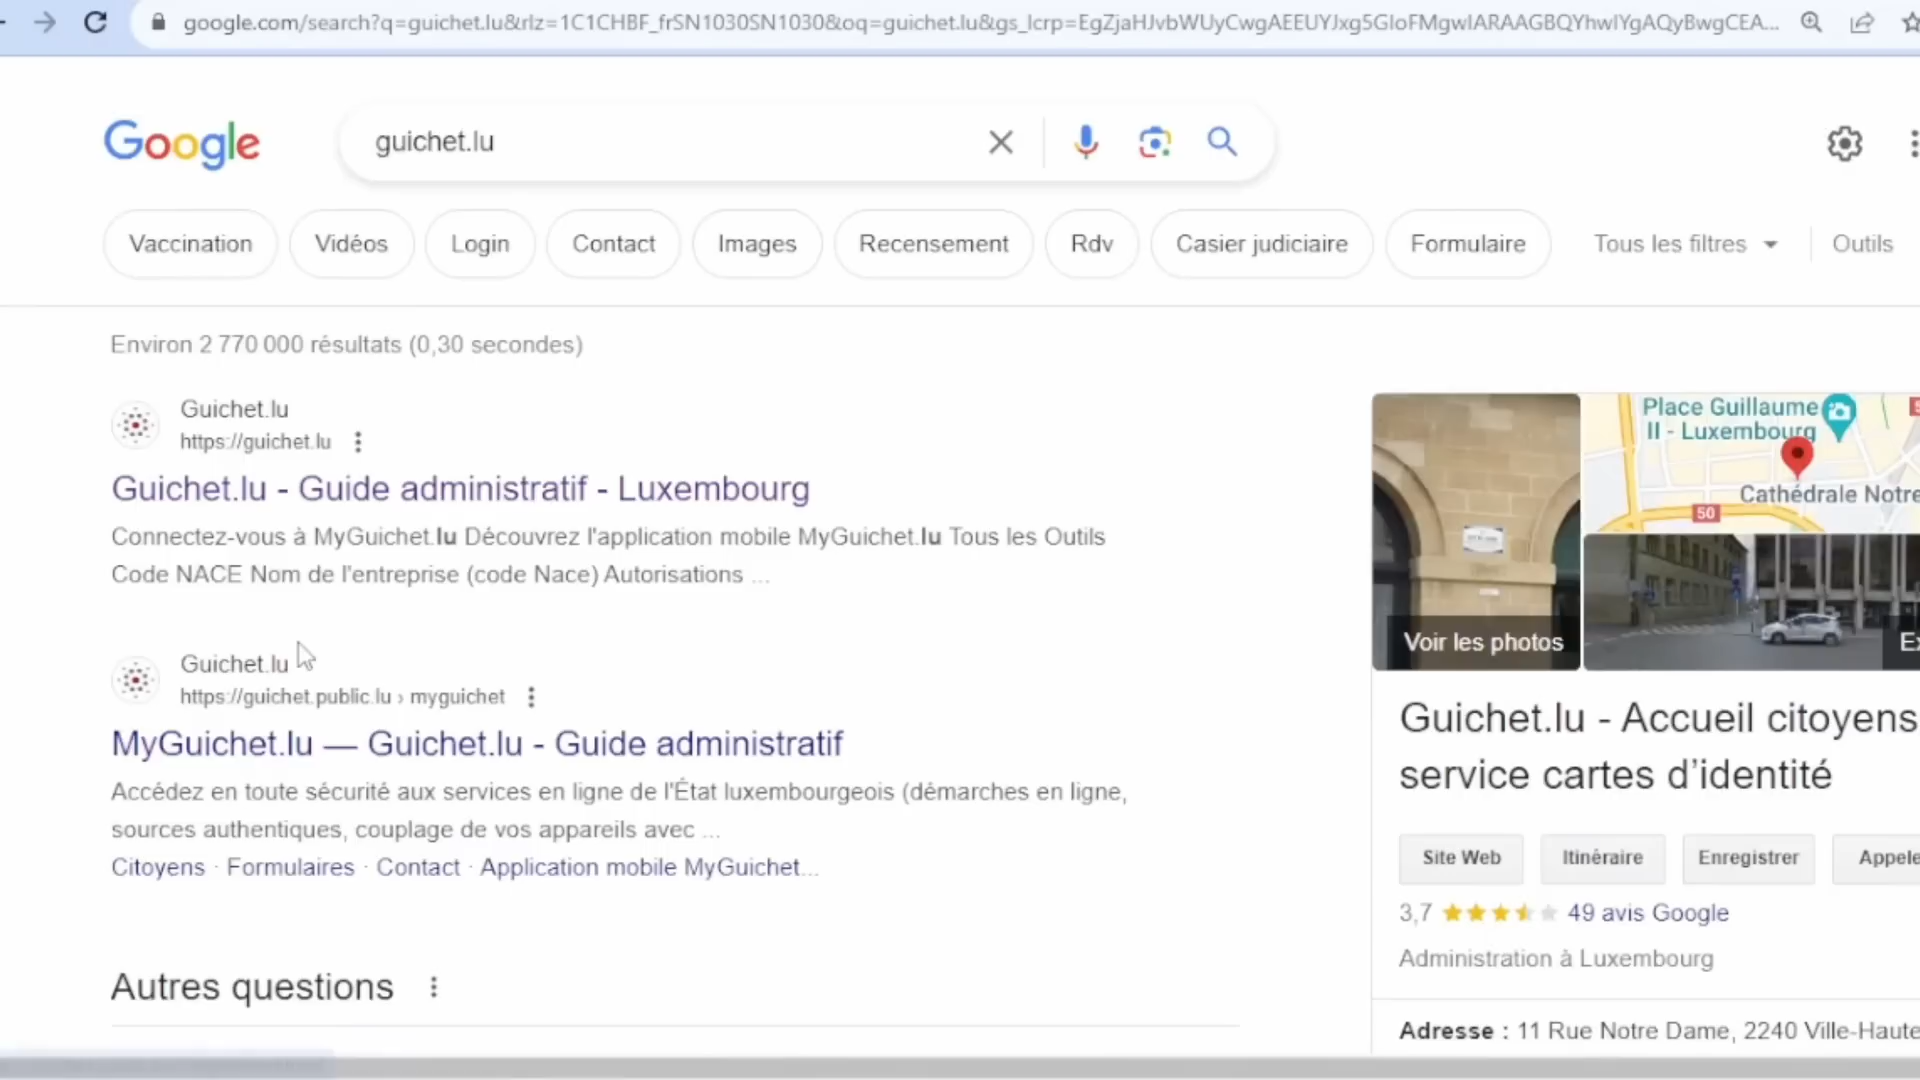 google.com/search?q=guichet.lu&rlz=1C1CHBF_frSN1030SN1030&oq=guichet.lu&gs_lcrp=EgZjaHJvbWUyCwgAEEUYJxg5GIoFMgwIARAAGBQYhwIYgAQyBwgCEA...
Google
guichet.lu
Vaccination
Vidéos
Login
Contact
Images
Recensement
Rdv
Casier judiciaire
Formulaire
Tous les filtres
Outils
Environ 2 770 000 résultats (0,30 secondes)
Guichet.lu
https://guichet.lu
Guichet.lu - Guide administratif - Luxembourg
Connectez-vous à MyGuichet.lu Découvrez l'application mobile MyGuichet.lu Tous les Outils
Code NACE Nom de l'entreprise (code Nace) Autorisations ...
Guichet.lu
https://guichet.public.lu › myguichet
MyGuichet.lu — Guichet.lu - Guide administratif
Accédez en toute sécurité aux services en ligne de l'État luxembourgeois (démarches en ligne,
sources authentiques, couplage de vos appareils avec ...
Citoyens · Formulaires · Contact · Application mobile MyGuichet...
Autres questions
Place Guillaume
II - Luxembourg
Cathédrale Notre
50
Voir les photos
Ex
Guichet.lu - Accueil citoyens
service cartes d’identité
Site Web
Itinéraire
Enregistrer
Appele
3,7
49 avis Google
Administration à Luxembourg
Adresse : 11 Rue Notre Dame, 2240 Ville-Haute